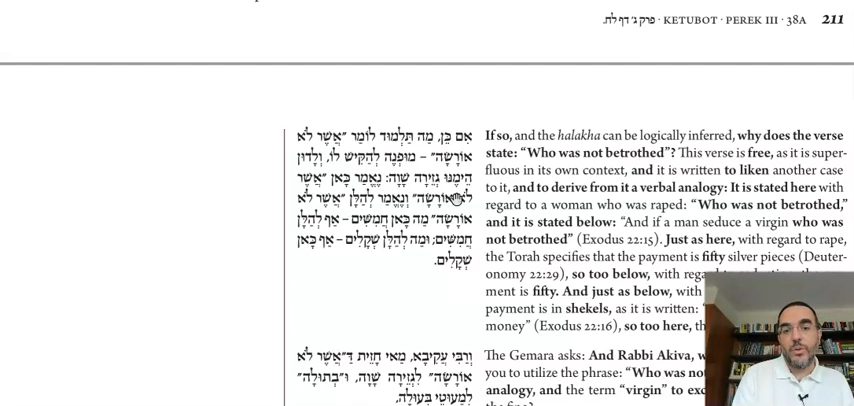 פרק ג׳ דף לח. · KETUBOT · PEREK III · 38A 211
אִם כֵּן, מַה תַּלְמוּד לוֹמַר ״אֲשֶׁר לֹא
אוֹרָשָׂה״ – מוּפְנֶה לְהַקִּישׁ לוֹ, וְלָדוּן
הֵימֶנּוּ גְּזֵירָה שָׁוָה: נֶאֱמַר כָּאן ״אֲשֶׁר
לֹא אוֹרָשָׂה״ וְנֶאֱמַר לְהַלָּן ״אֲשֶׁר לֹא
אוֹרָשָׂה״ מַה כָּאן חֲמִשִּׁים – אַף לְהַלָּן
חֲמִשִּׁים; וּמַה לְהַלָּן שְׁקָלִים – אַף כָּאן
שְׁקָלִים.
וְרַבִּי עֲקִיבָא, מַאי חָזֵית דְּ״אֲשֶׁר לֹא
אוֹרָשָׂה״ לִגְזֵירָה שָׁוָה, וּ״בְתוּלָה״
לְמַעוּטֵי בְּעוּלָה,
If so, and the halakha can be logically inferred, why does the verse
state: “Who was not betrothed”? This verse is free, as it is super-
fluous in its own context, and it is written to liken another case
to it, and to derive from it a verbal analogy: It is stated here with
regard to a woman who was raped: “Who was not betrothed,”
and it is stated below: “And if a man seduce a virgin who was
not betrothed” (Exodus 22:15). Just as here, with regard to rape,
the Torah specifies that the payment is fifty silver pieces (Deuter-
onomy 22:29), so too below, with
ment is fifty. And just as below, with
payment is in shekels, as it is written:
money” (Exodus 22:16), so too here,
The Gemara asks: And Rabbi Akiva,
you to utilize the phrase: “Who was
analogy, and the term “virgin” to